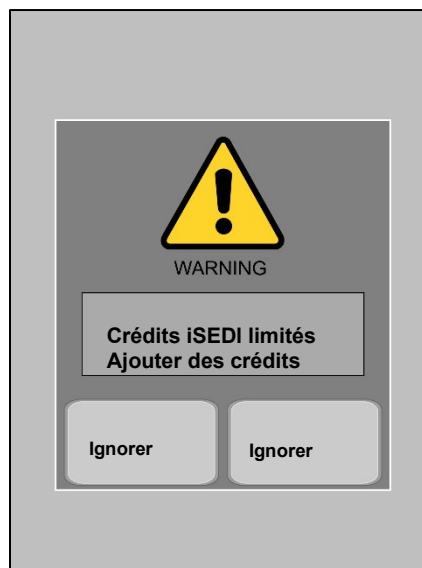 WARNING
Crédits iSEDI limités
Ajouter des crédits
Ignorer
Ignorer